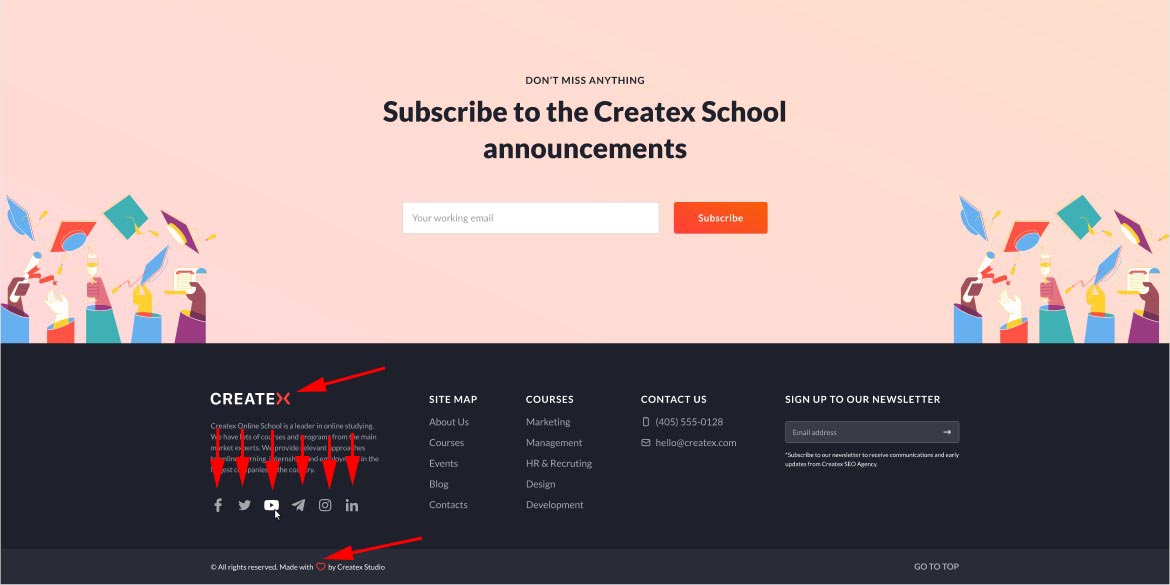 DON'T MISS ANYTHING
Subscribe to the Createx School
announcements
Your working email
Subscribe
CREATEX
Createx Online School is a leader in online studying.
We have lots of courses and programs from the main
market experts. We provide relevant approaches
to online learning, internships and employment in the
largest companies in the country.
SITE MAP
About Us
Courses
Events
Blog
Contacts
COURSES
Marketing
Management
HR & Recruting
Design
Development
CONTACT US
(405) 555-0128
hello@createx.com
SIGN UP TO OUR NEWSLETTER
Email address
*Subscribe to our newsletter to receive communications and early
updates from Createx SEO Agency.
© All rights reserved. Made with by Createx Studio
GO TO TOP